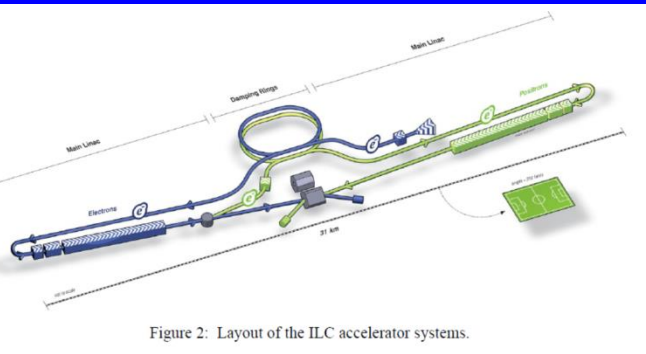 Main Linac
Damping Rings
Main Linac
Positrons
Electrons
31 km
Figure 2:  Layout of the ILC accelerator systems.